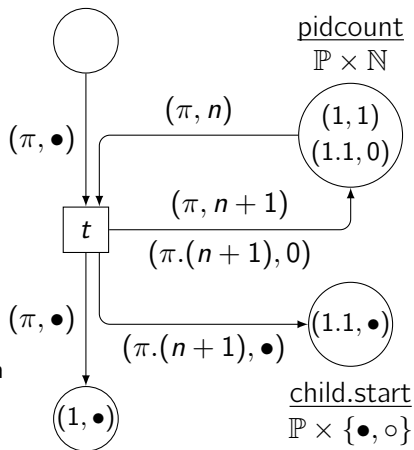 pidcount
ℙ × ℕ
(π, n)
(1, 1)
(1.1, 0)
(π, •)
(π, n + 1)
t
(π.(n + 1), 0)
(π, •)
(1.1, •)
(π.(n + 1), •)
n
(1, •)
child.start
ℙ × {•, ◦}